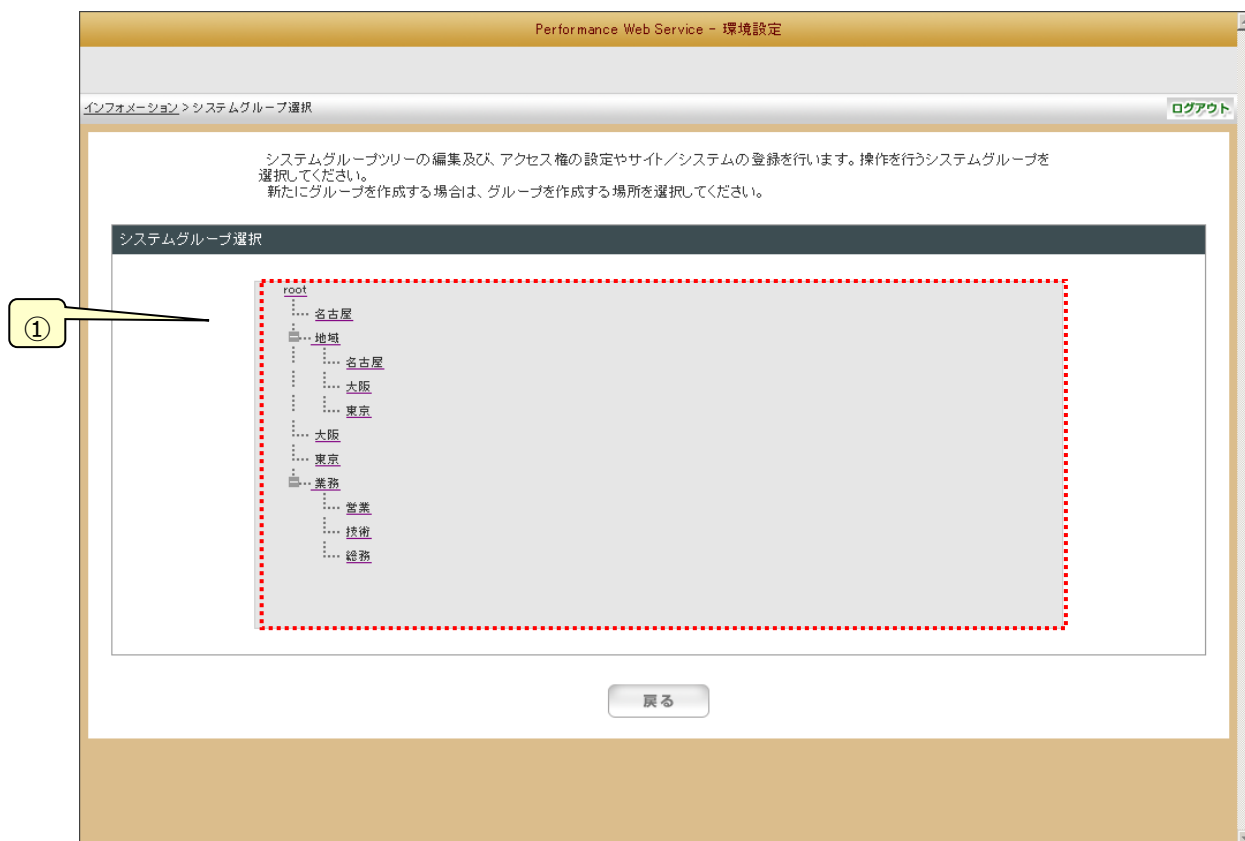 Performance Web Service - 環境設定
インフォメーション > システムグループ選択
ログアウト
システムグループツリーの編集及び、アクセス権の設定やサイト／システムの登録を行います。操作を行うシステムグループを
選択してください。
新たにグループを作成する場合は、グループを作成する場所を選択してください。
システムグループ選択
root
①
名古屋
地域
名古屋
大阪
東京
大阪
東京
業務
営業
技術
総務
戻る